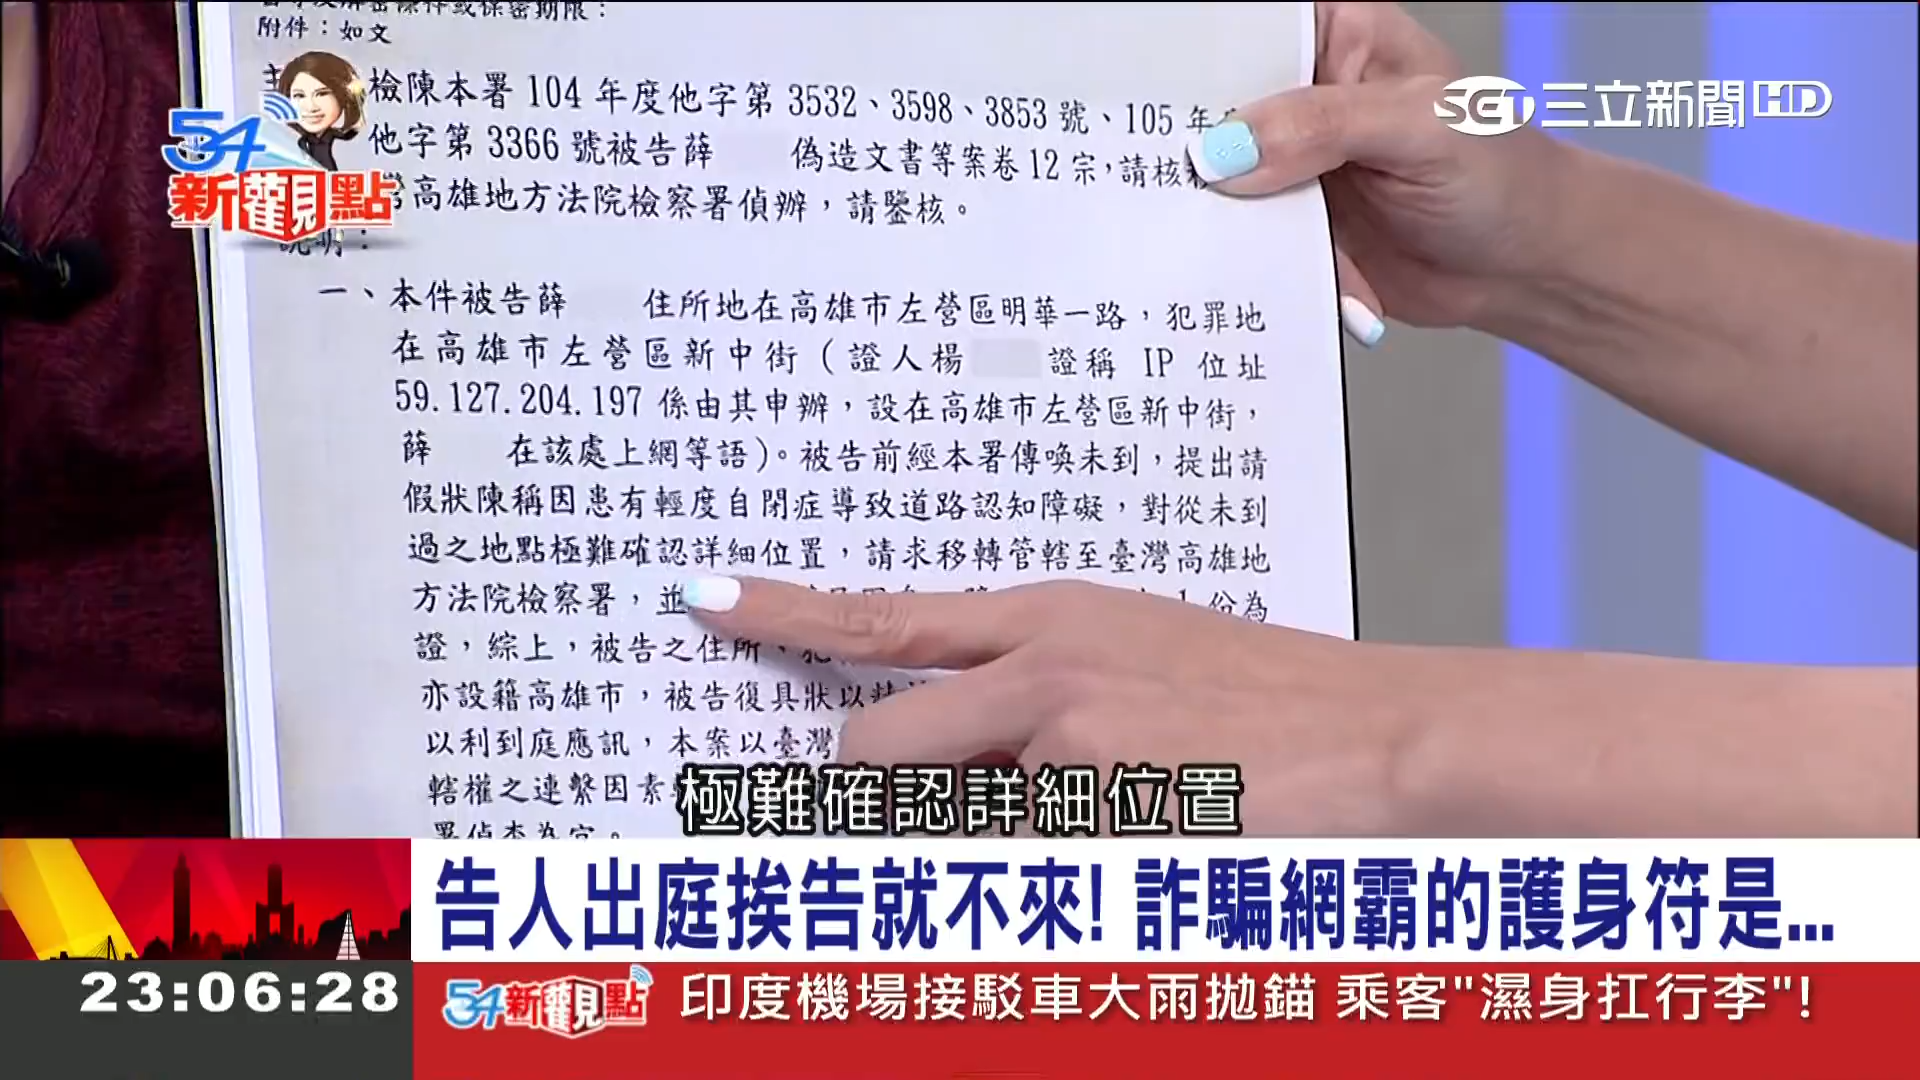 附件：如文
檢陳本署104年度他字第3532、3598、3853號、105年
他字第3366號被告薛 偽造文書等案卷12宗，請核
高雄地方法院檢察署偵辦，請鑒核。
說明：
一、本件被告薛 住所地在高雄市左營區明華一路，犯罪地
在高雄市左營區新中街（證人楊 證稱 IP 位址
59.127.204.197係由其申辦，設在高雄市左營區新中街，
薛 在該處上網等語）。被告前經本署傳喚未到，提出請
假狀陳稱因患有輕度自閉症導致道路認知障礙，對從未到
過之地點極難確認詳細位置，請求移轉管轄至臺灣高雄地
方法院檢察署，並 份為
證，綜上，被告之住所、
亦設籍高雄市，被告復具狀以
以利到庭應訊，本案以臺灣
轄權之連繫因素
54新觀點
SET三立新聞HD
極難確認詳細位置
告人出庭挨告就不來! 詐騙網霸的護身符是...
23:06:28
54新觀點
印度機場接駁車大雨拋錨 乘客"濕身扛行李"!